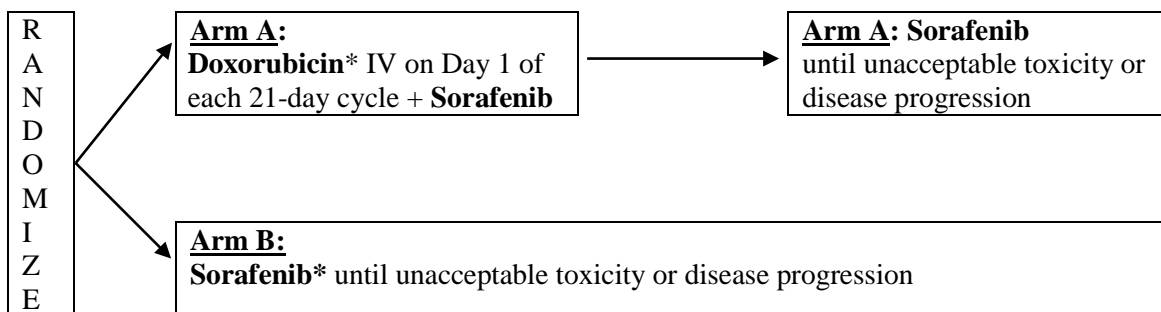 R
A
N
D
O
M
I
Z
E
Arm A:
Doxorubicin* IV on Day 1 of
each 21-day cycle + Sorafenib
Arm A: Sorafenib
until unacceptable toxicity or
disease progression
Arm B:
Sorafenib* until unacceptable toxicity or disease progression